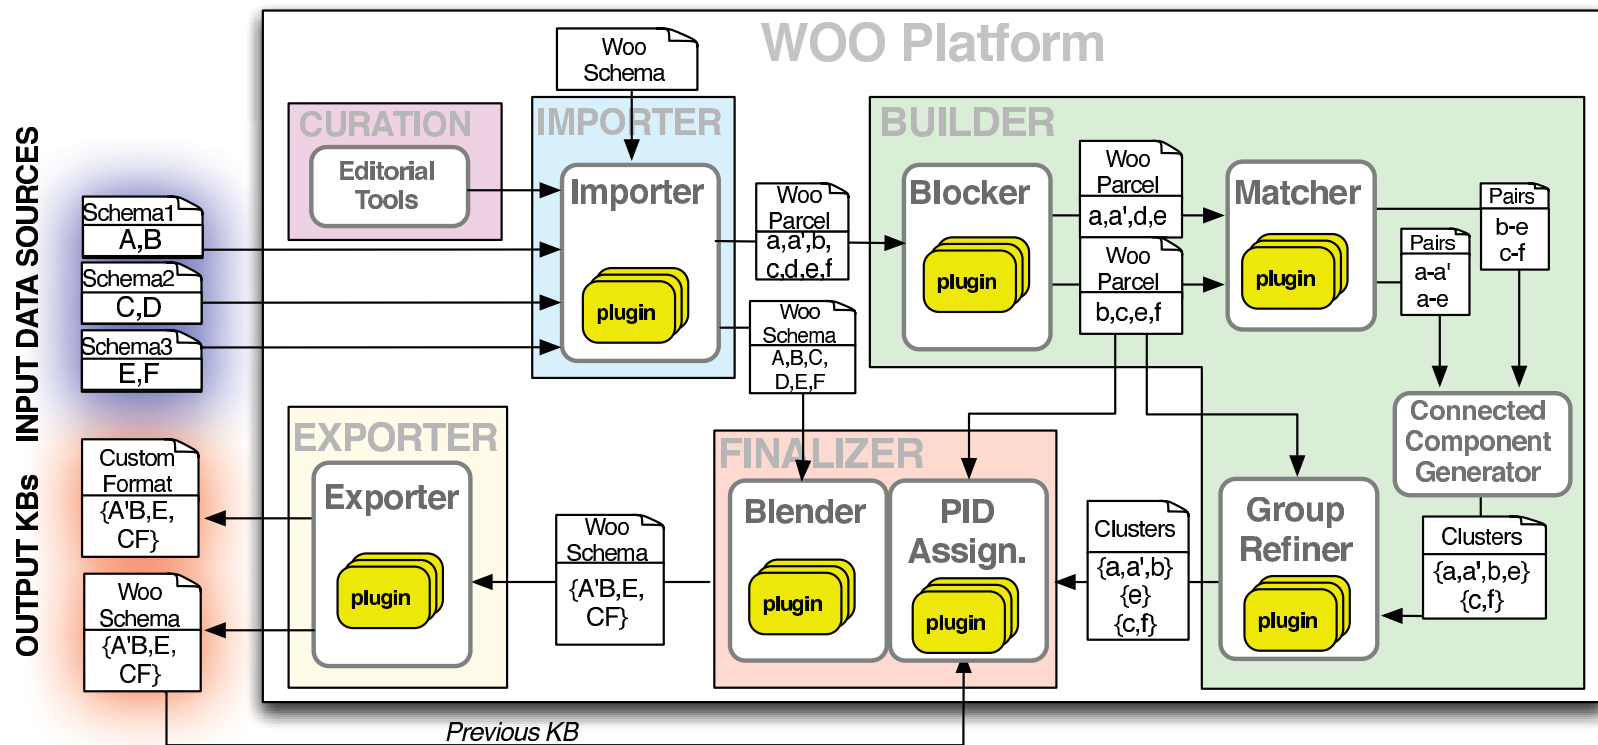 WOO Platform
INPUT DATA SOURCES
OUTPUT KBs
Schema1
A,B
Schema2
C,D
Schema3
E,F
CURATION
Editorial
Tools
Woo
Schema
IMPORTER
Importer
plugin
Woo
Parcel
a,a',b,
c,d,e,f
Woo
Schema
A,B,C,
D,E,F
BUILDER
Blocker
plugin
Woo
Parcel
a,a',d,e
Woo
Parcel
b,c,e,f
Matcher
plugin
Pairs
b-e
c-f
Pairs
a-a'
a-e
Connected
Component
Generator
Clusters
{a,a',b,e}
{c,f}
Group
Refiner
plugin
Clusters
{a,a',b}
{e}
{c,f}
FINALIZER
Blender
plugin
PID
Assign.
plugin
Woo
Schema
{A'B,E,
CF}
EXPORTER
Exporter
plugin
Custom
Format
{A'B,E,
CF}
Woo
Schema
{A'B,E,
CF}
Previous KB